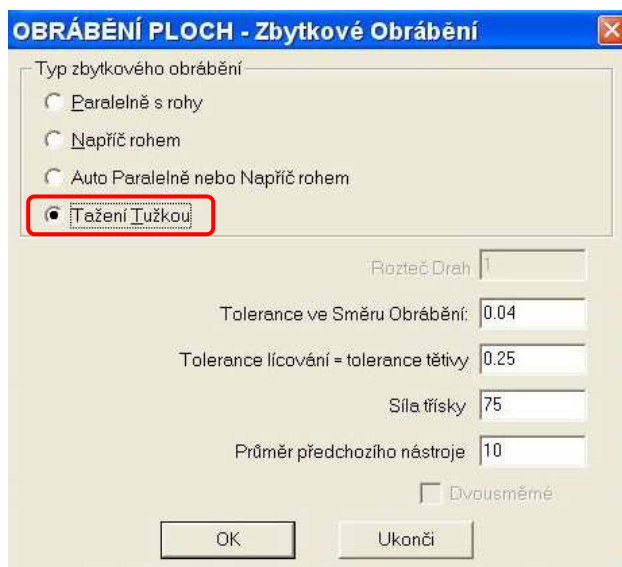 OBRÁBĚNÍ PLOCH - Zbytkové Obrábění
Typ zbytkového obrábění
Paralelně s rohy
Napříč rohem
Auto Paralelně nebo Napříč rohem
Tažení Tužkou
Rozteč Drah 1
Tolerance ve Směru Obrábění: 0.04
Tolerance lícování = tolerance tětivy 0.25
Síla třísky 75
Průměr předchozího nástroje 10
Dvousměrné
OK Ukonči